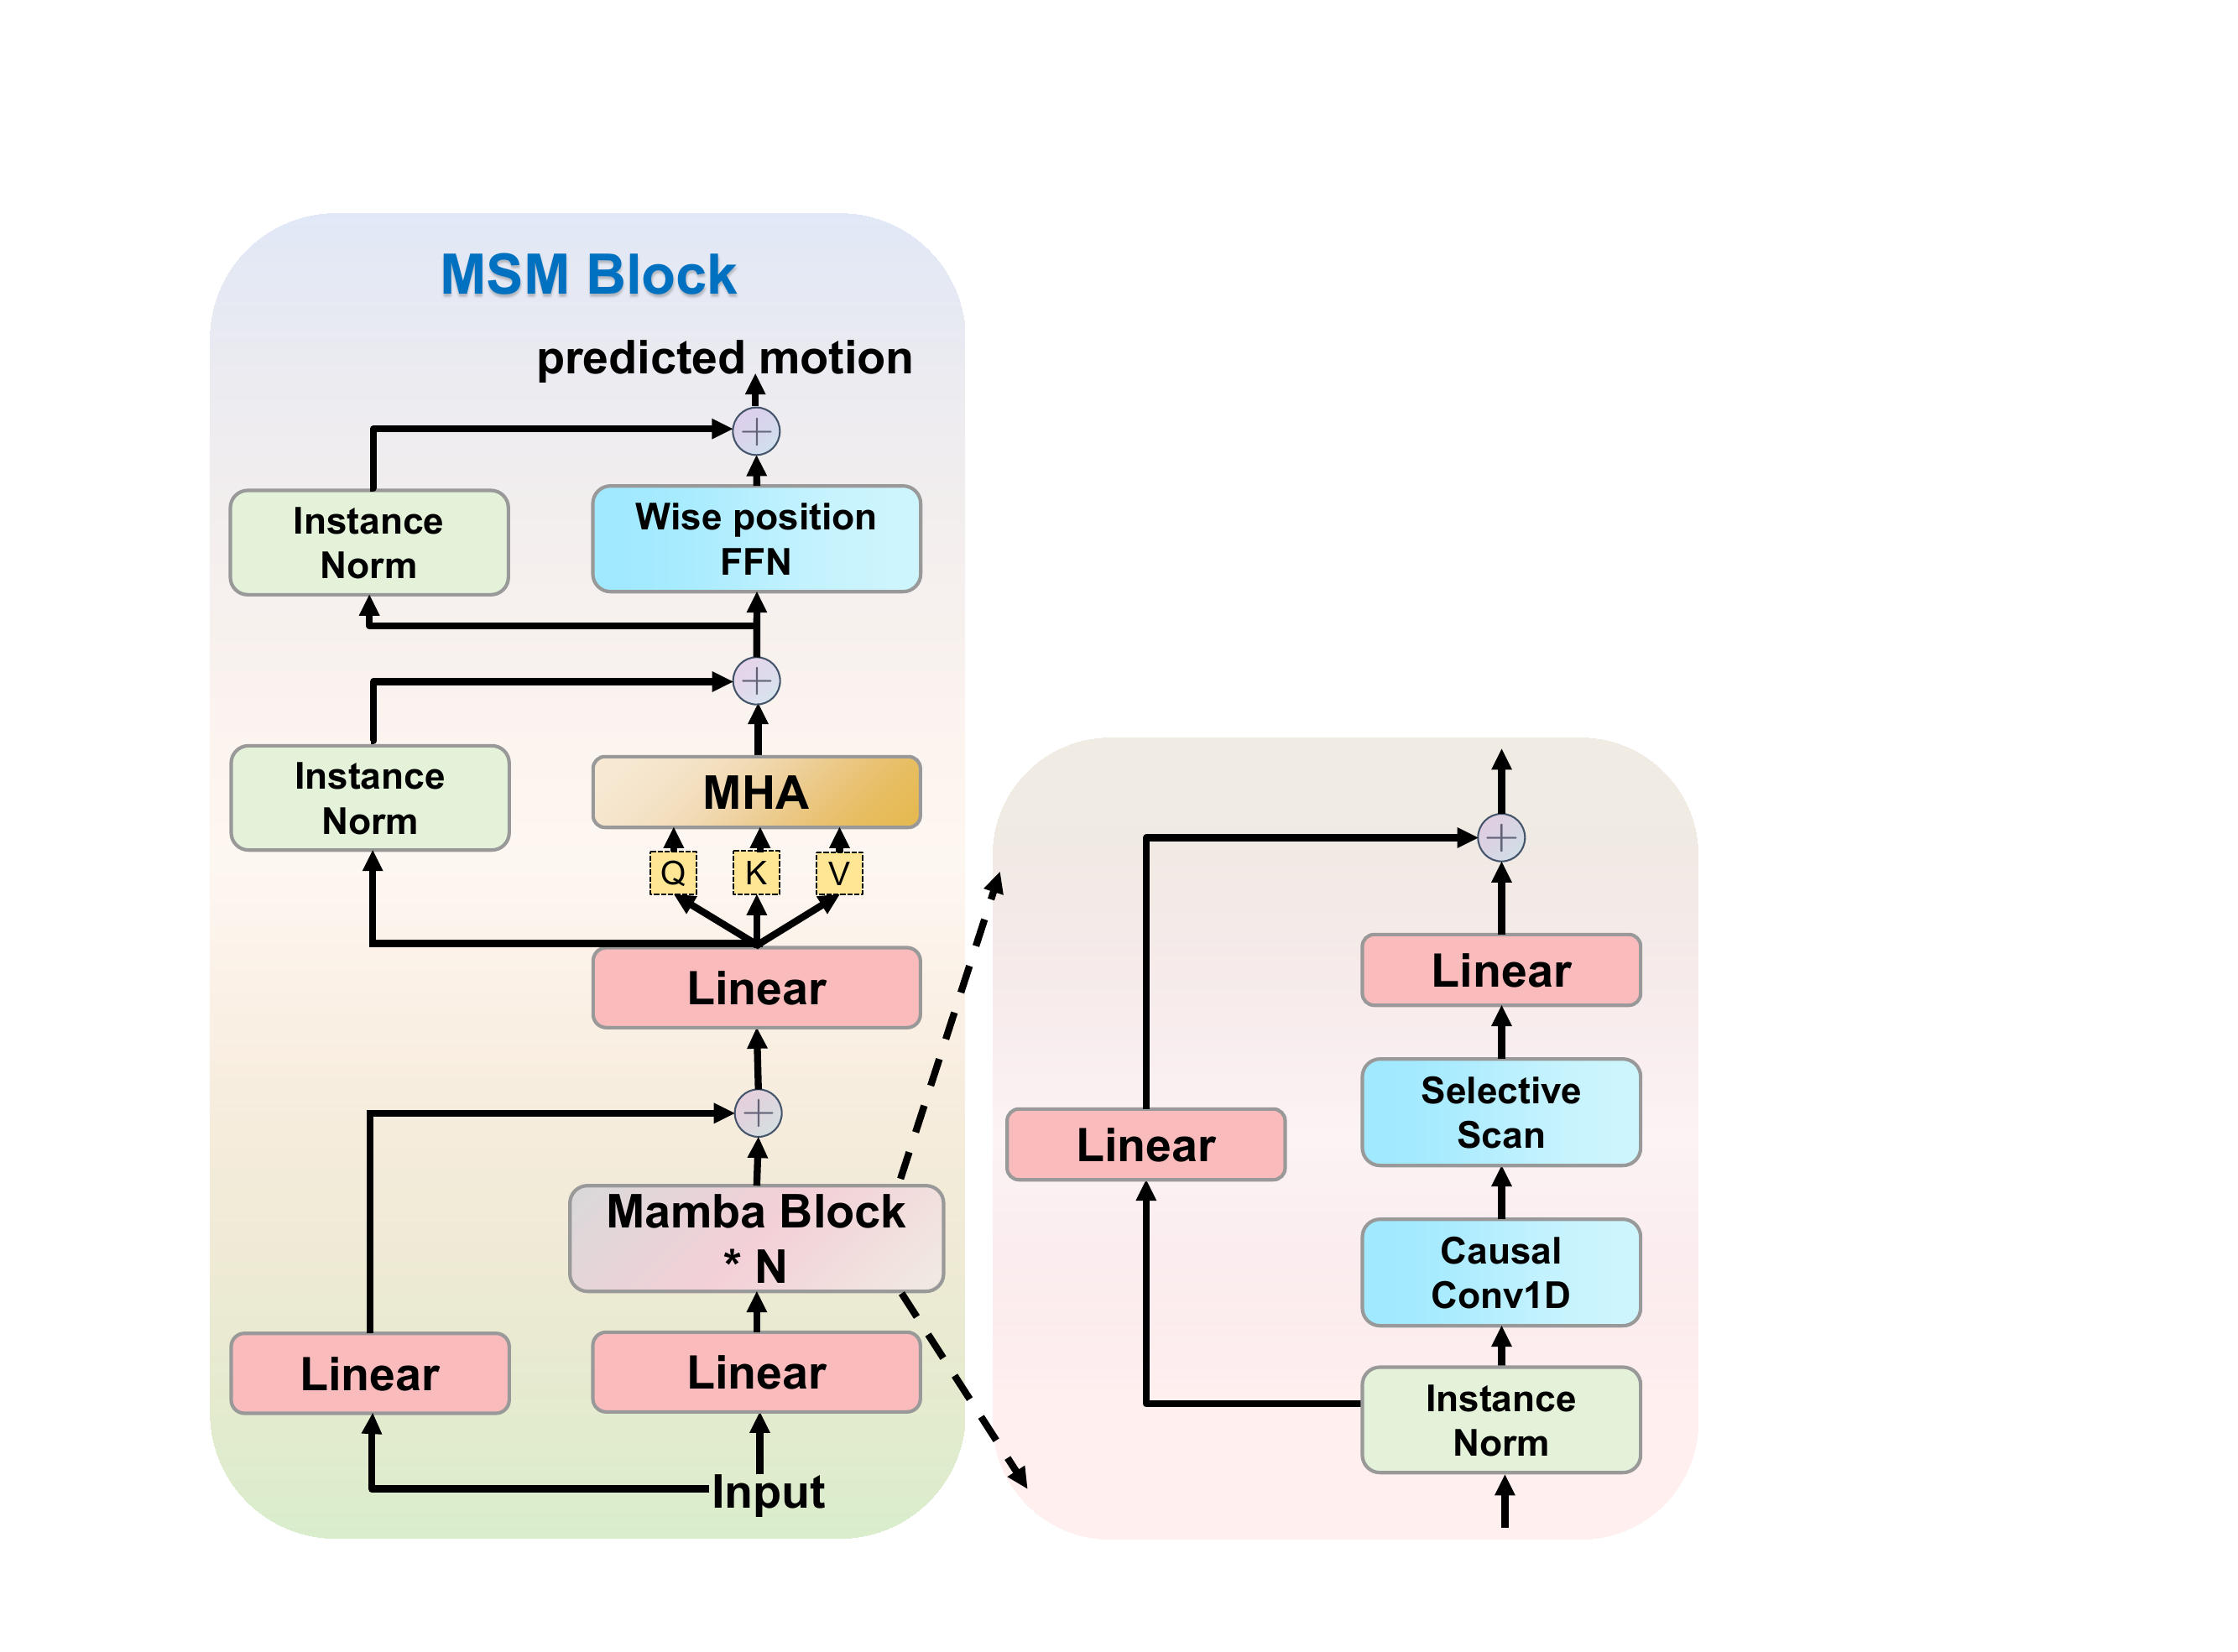 MSM Block
predicted motion
Instance
Norm
Wise position
FFN
Instance
Norm
MHA
Q
K
V
Linear
Mamba Block
* N
Linear
Linear
Input
Linear
Selective
Scan
Linear
Causal
Conv1D
Instance
Norm